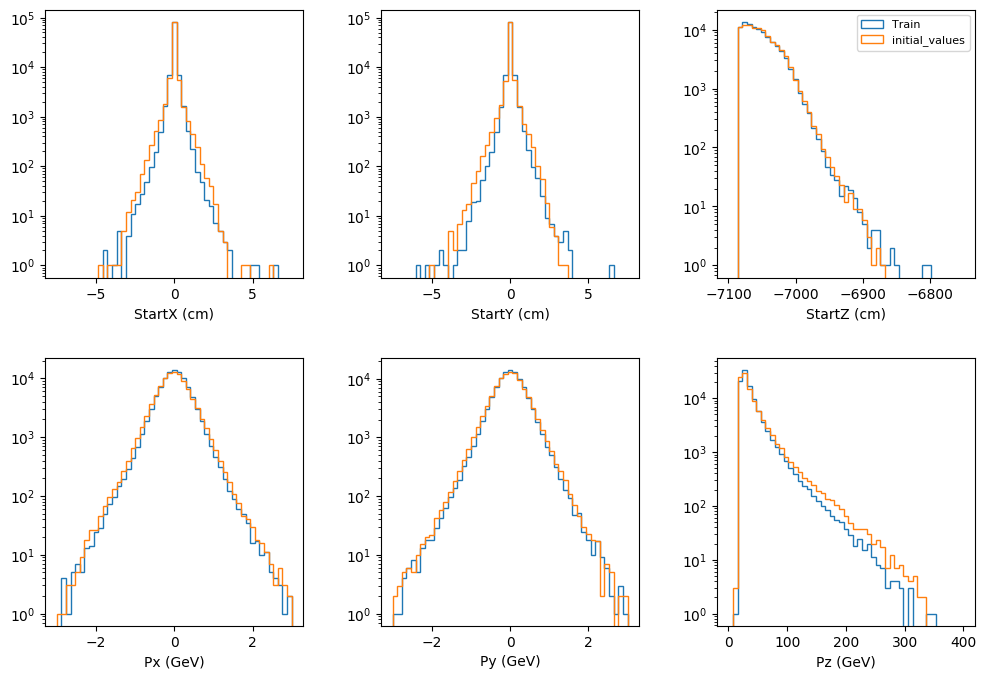 10⁵
10⁴
10³
10²
10¹
10⁰
−5 0 5
StartX (cm)
10⁵
10⁴
10³
10²
10¹
10⁰
−5 0 5
StartY (cm)
Train
initial_values
10⁴
10³
10²
10¹
10⁰
−7100 −7000 −6900 −6800
StartZ (cm)
10⁴
10³
10²
10¹
10⁰
−2 0 2
Px (GeV)
10⁴
10³
10²
10¹
10⁰
−2 0 2
Py (GeV)
10⁴
10³
10²
10¹
10⁰
0 100 200 300 400
Pz (GeV)